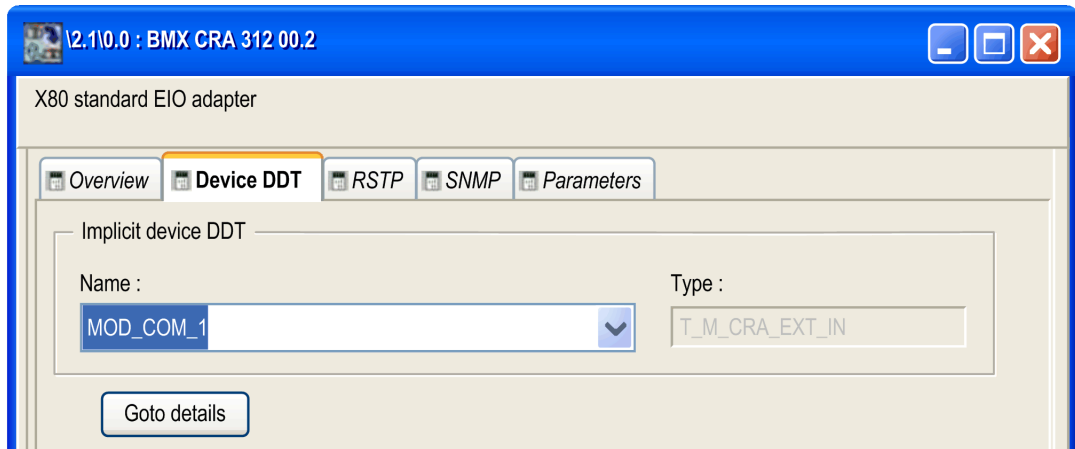 \2.1\0.0 : BMX CRA 312 00.2
X80 standard EIO adapter
Overview Device DDT RSTP SNMP Parameters
Implicit device DDT
Name : Type :
MOD_COM_1 T_M_CRA_EXT_IN
Goto details